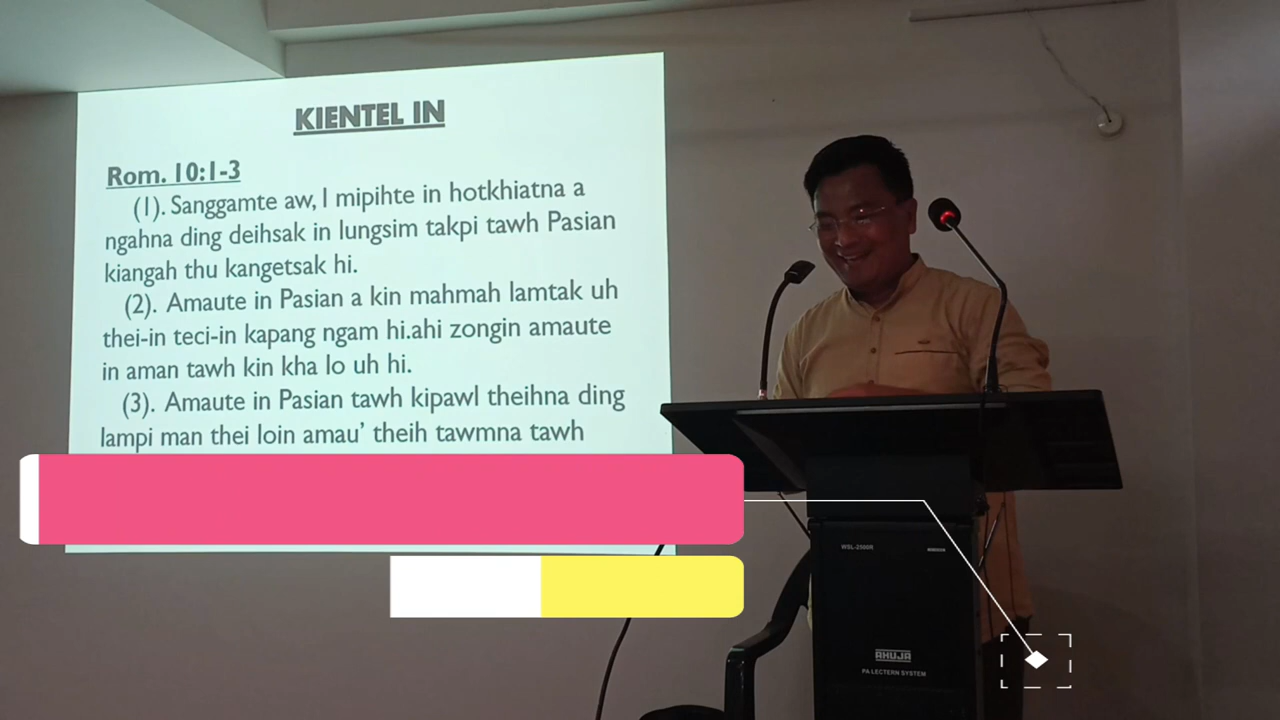 KIENTEL IN
Rom. 10:1-3
(1). Sanggamte aw, I mipihte in hotkhiatna a
ngahna ding deihsak in lungsim takpi tawh Pasian
kiangah thu kangetsak hi.
(2). Amaute in Pasian a kin mahmah lamtak uh
thei-in teci-in kapang ngam hi.ahi zongin amaute
in aman tawh kin kha lo uh hi.
(3). Amaute in Pasian tawh kipawl theihna ding
lampi man thei loin amau' theih tawmna tawh
WSL-2500R
AHUJA
PA LECTERN SYSTEM